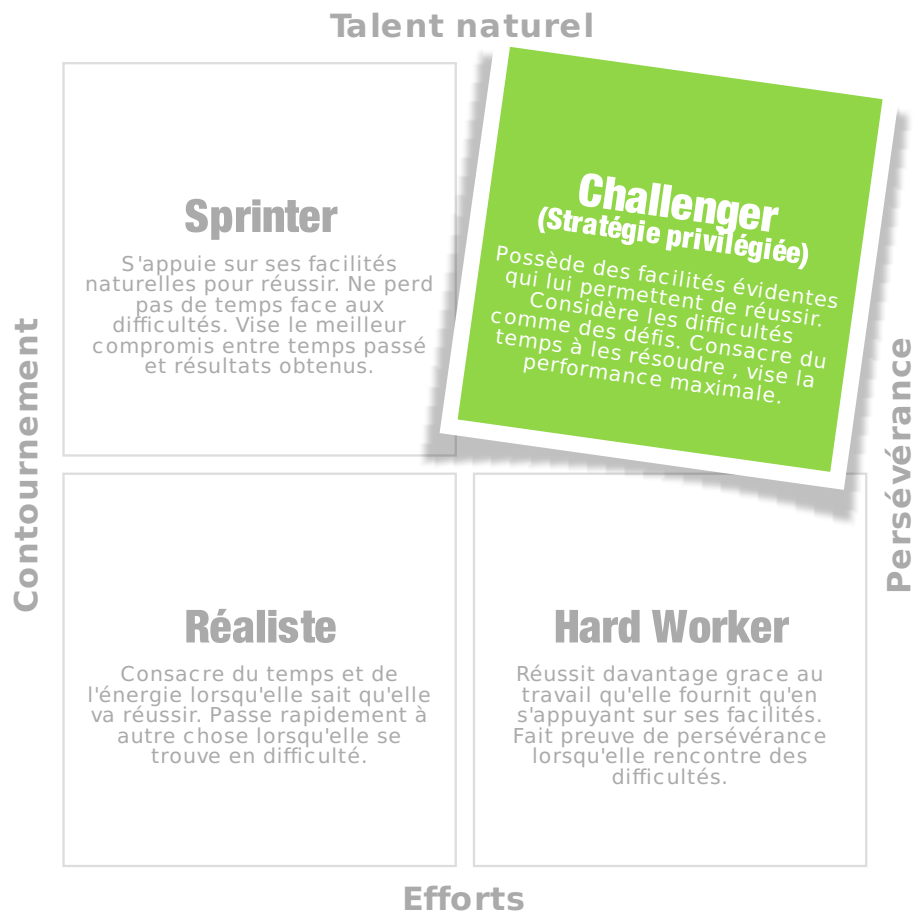 Talent naturel
Sprinter
S'appuie sur ses facilités
naturelles pour réussir. Ne perd
pas de temps face aux
difficultés. Vise le meilleur
compromis entre temps passé
et résultats obtenus.
Challenger
(Stratégie privilégiée)
Possède des facilités évidentes
qui lui permettent de réussir.
Considère les difficultés
comme des défis. Consacre du
temps à les résoudre , vise la
performance maximale.
Contournement
Persévérance
Réaliste
Consacre du temps et de
l'énergie lorsqu'elle sait qu'elle
va réussir. Passe rapidement à
autre chose lorsqu'elle se
trouve en difficulté.
Hard Worker
Réussit davantage grace au
travail qu'elle fournit qu'en
s'appuyant sur ses facilités.
Fait preuve de persévérance
lorsqu'elle rencontre des
difficultés.
Efforts